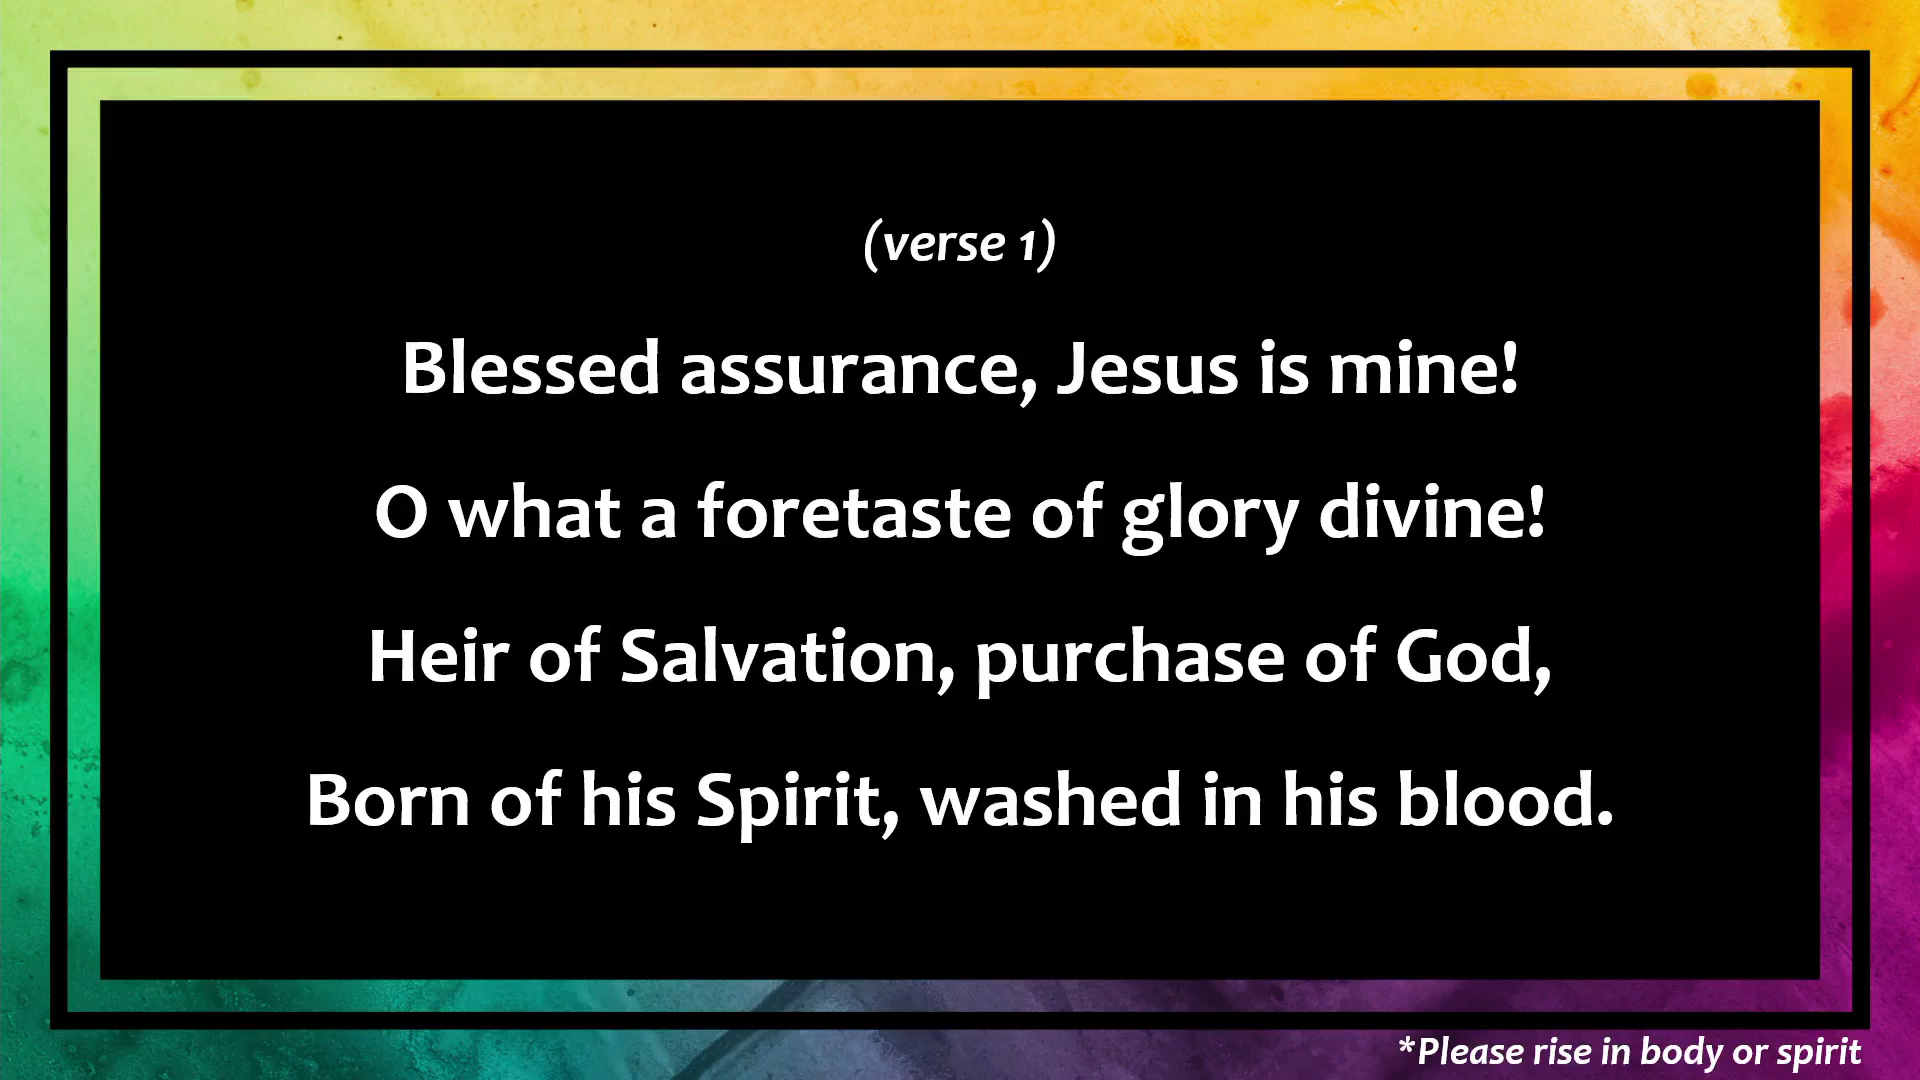 (verse 1)
Blessed assurance, Jesus is mine!
O what a foretaste of glory divine!
Heir of Salvation, purchase of God,
Born of his Spirit, washed in his blood.
*Please rise in body or spirit